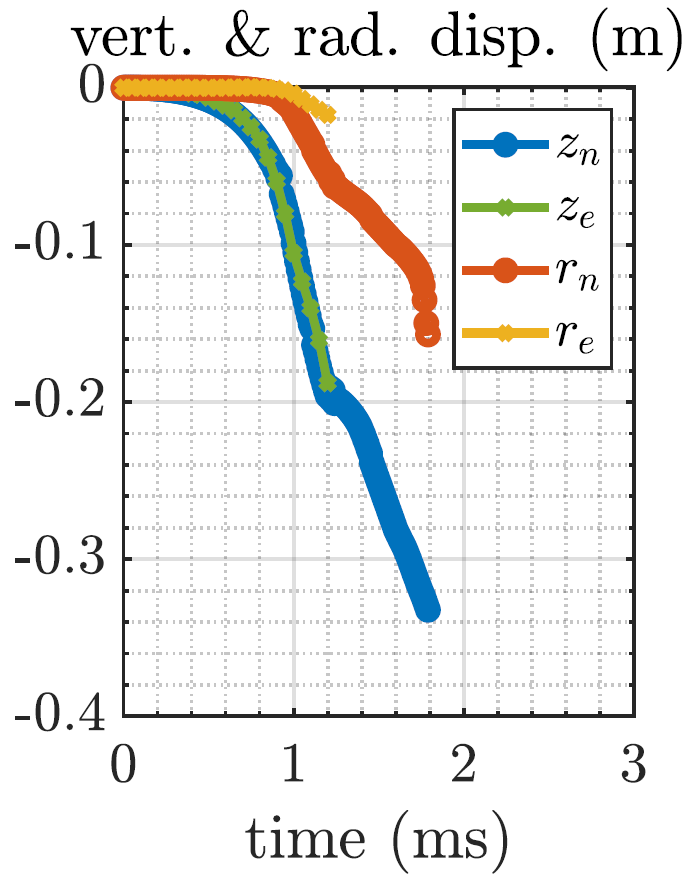 vert. & rad. disp. (m)
0
-0.1
-0.2
-0.3
-0.4
z_n
z_e
r_n
r_e
0 1 2 3
time (ms)